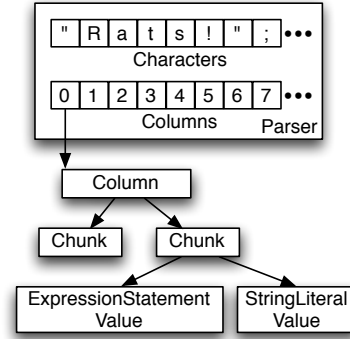 " R a t s ! " ; •••
Characters
0 1 2 3 4 5 6 7 •••
Columns
Parser
Column
Chunk
Chunk
ExpressionStatement
Value
StringLiteral
Value